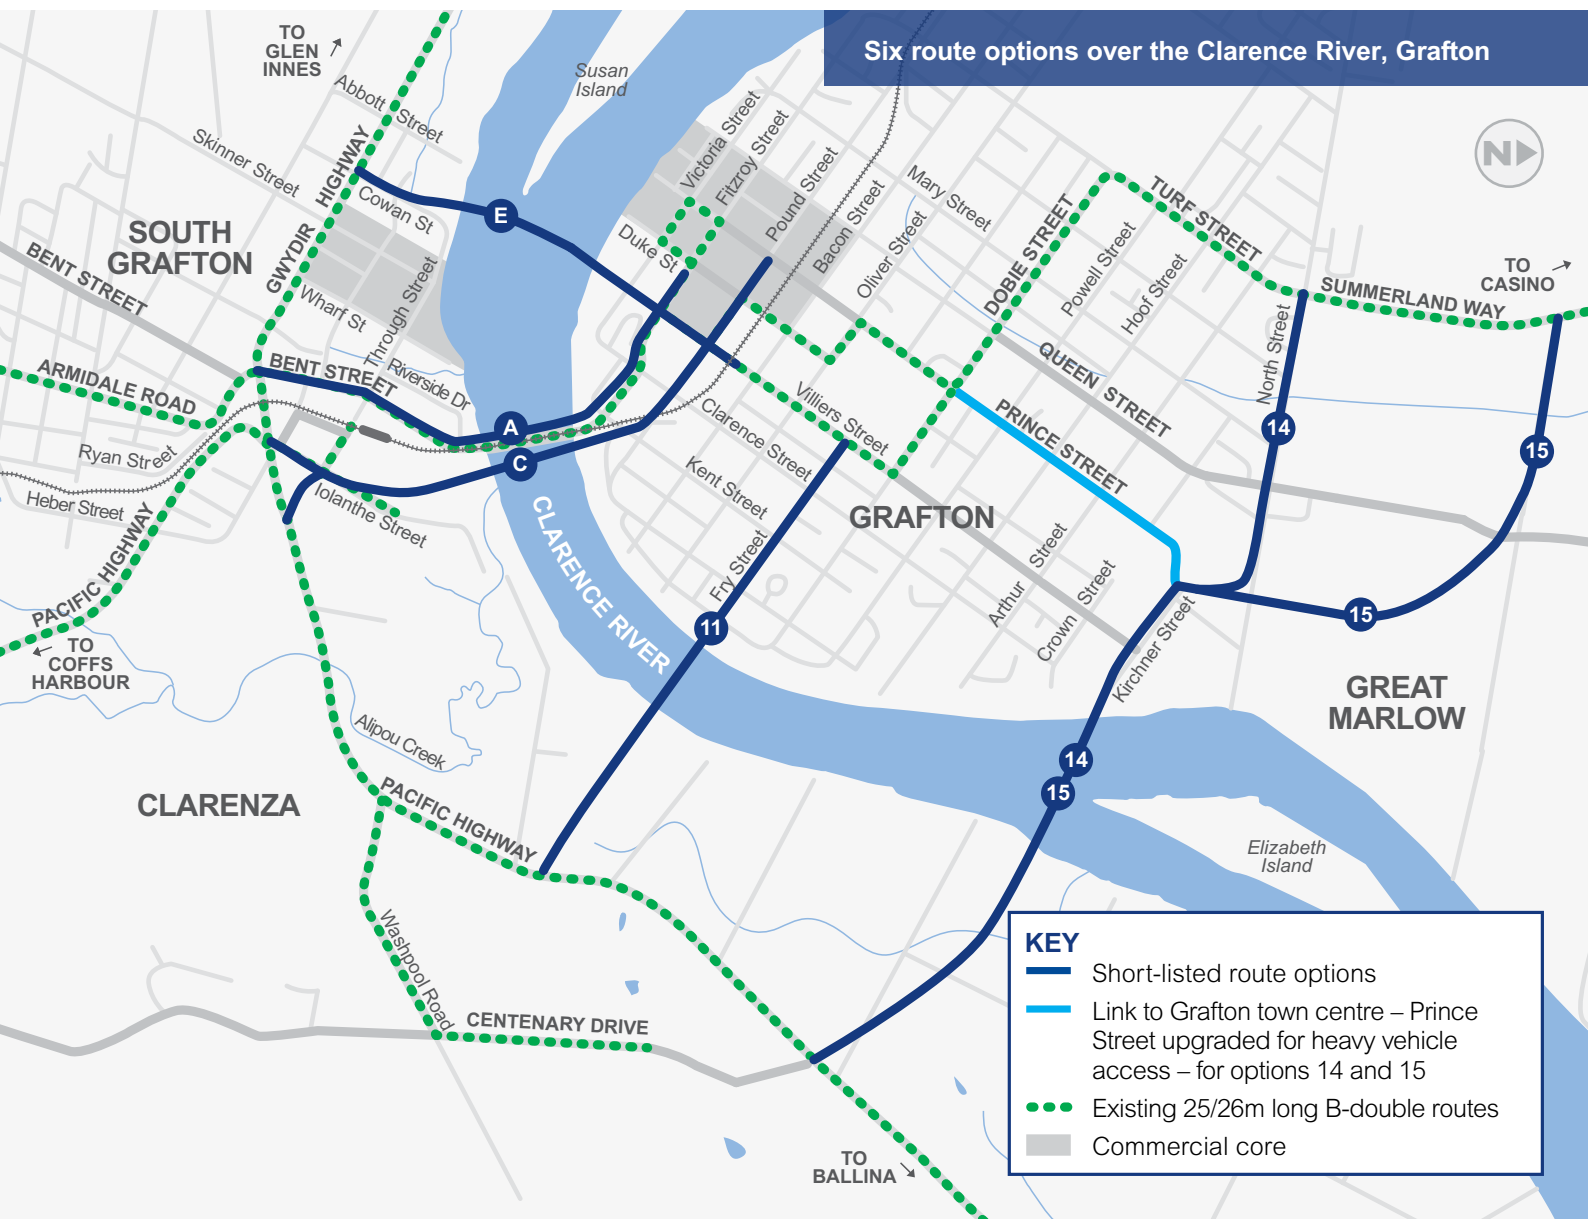 Six route options over the Clarence River, Grafton
TO
GLEN
INNES
Susan
Island
Abbott Street
Skinner Street
GWYDIR HIGHWAY
Cowan St
E
Victoria Street
Fitzroy Street
Pound Street
Bacon Street
Duke St
Mary Street
Oliver Street
DOBIE STREET
TURF STREET
Powell Street
Hoof Street
N
TO
CASINO
SUMMERLAND WAY
SOUTH
GRAFTON
BENT STREET
Wharf St
Through Street
Riverside Dr
BENT STREET
ARMIDALE ROAD
A
C
Ryan Street
Heber Street
Iolanthe Street
PACIFIC HIGHWAY
TO
COFFS
HARBOUR
QUEEN STREET
North Street
PRINCE STREET
Villiers Street
Clarence Street
Kent Street
14
15
GRAFTON
CLARENCE RIVER
Fry Street
11
Arthur Street
Crown Street
Kirchner Street
15
GREAT
MARLOW
Alipou Creek
CLARENZA
PACIFIC HIGHWAY
14
15
Elizabeth
Island
Washpool Road
CENTENARY DRIVE
TO
BALLINA
KEY
Short-listed route options
Link to Grafton town centre – Prince
Street upgraded for heavy vehicle
access – for options 14 and 15
Existing 25/26m long B-double routes
Commercial core